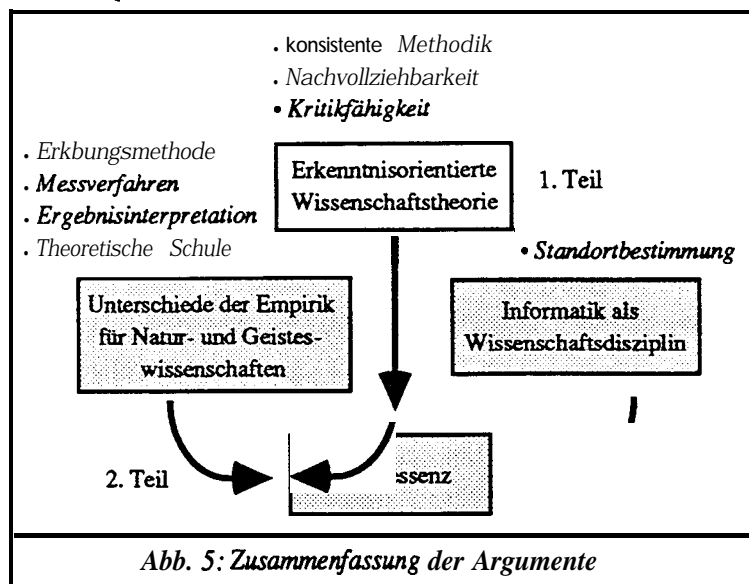 . konsistente Methodik
. Nachvollziehbarkeit
• Kritikfähigkeit
. Erkbungsmethode
. Messverfahren
. Ergebnisinterpretation
. Theoretische Schule
Erkenntnisorientierte
Wissenschaftstheorie
1. Teil
• Standortbestimmung
Unterschiede der Empirik
für Natur- und Geistes-
wissenschaften
Informatik als
Wissenschaftsdisziplin
2. Teil
ssenz
Abb. 5: Zusammenfassung der Argumente